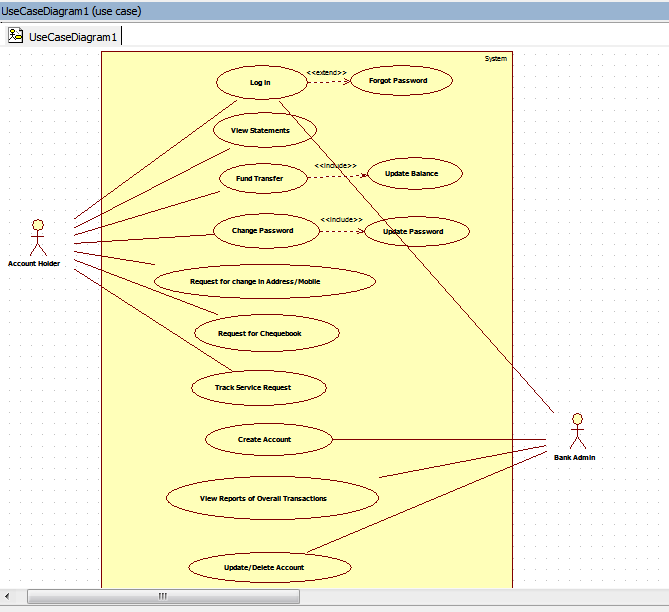 UseCaseDiagram1 (use case)
UseCaseDiagram1
System
Log In
<<extend>>
Forgot Password
View Statements
Fund Transfer
<<include>>
Update Balance
Change Password
<<include>>
Update Password
Account Holder
Request for change in Address/Moblie
Request for Chequebook
Track Service Request
Create Account
Bank Admin
View Reports of Overall Transactions
Update/Delete Account